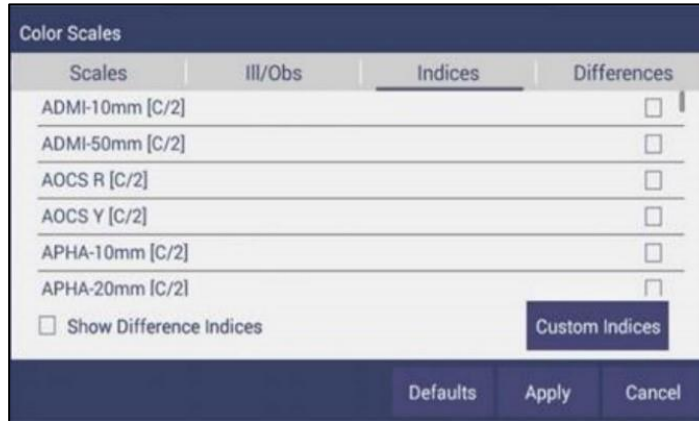 Color Scales
Scales Ill/Obs Indices Differences
ADMI-10mm [C/2]
ADMI-50mm [C/2]
AOCS R [C/2]
AOCS Y [C/2]
APHA-10mm [C/2]
APHA-20mm [C/2]
Show Difference Indices Custom Indices
Defaults Apply Cancel